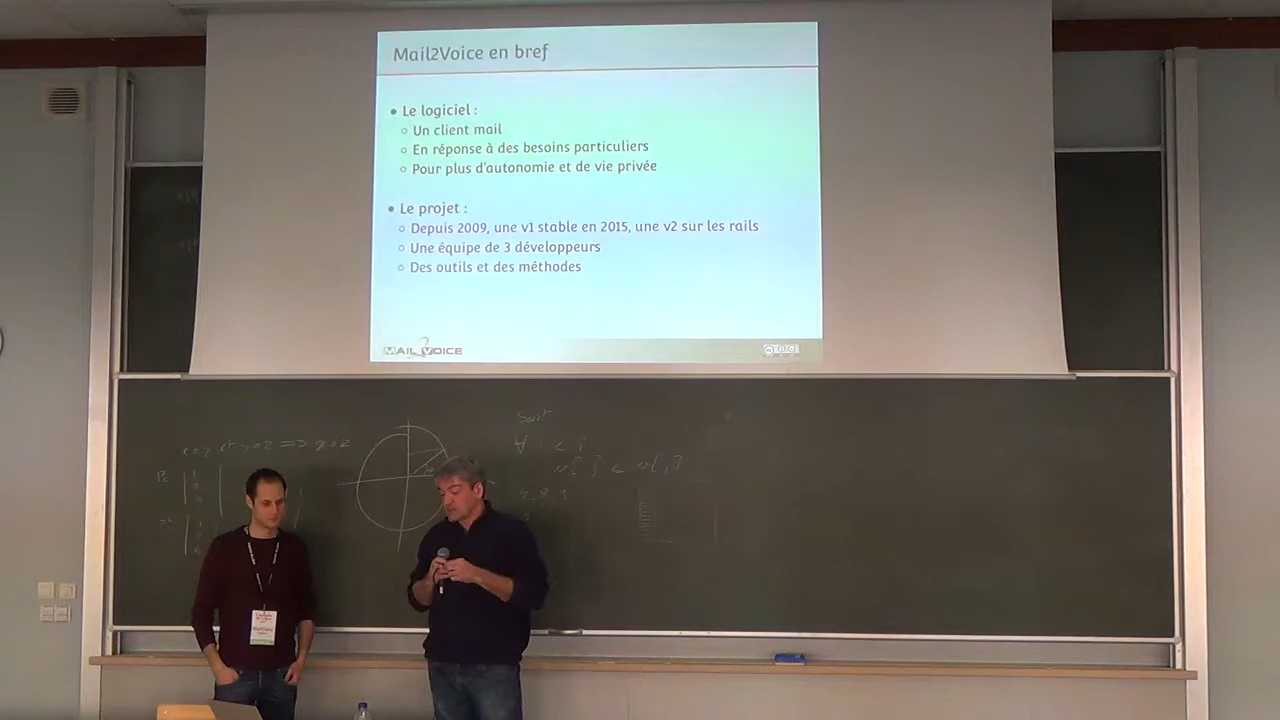 Mail2Voice en bref
• Le logiciel :
○ Un client mail
○ En réponse à des besoins particuliers
○ Pour plus d'autonomie et de vie privée
• Le projet :
○ Depuis 2009, une v1 stable en 2015, une v2 sur les rails
○ Une équipe de 3 développeurs
○ Des outils et des méthodes
MAIL2VOICE
Soit